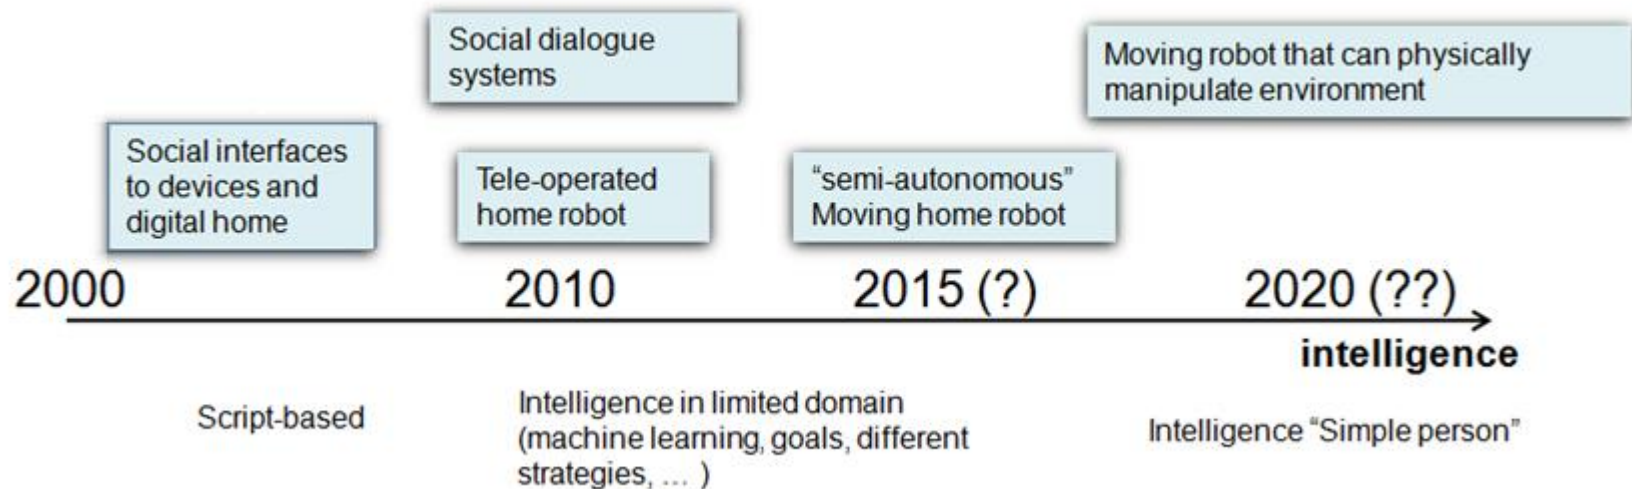 Social dialogue
systems
Moving robot that can physically
manipulate environment
Social interfaces
to devices and
digital home
Tele-operated
home robot
“semi-autonomous”
Moving home robot
2000
2010
2015 (?)
2020 (??)
intelligence
Script-based
Intelligence in limited domain
(machine learning, goals, different
strategies, … )
Intelligence “Simple person”